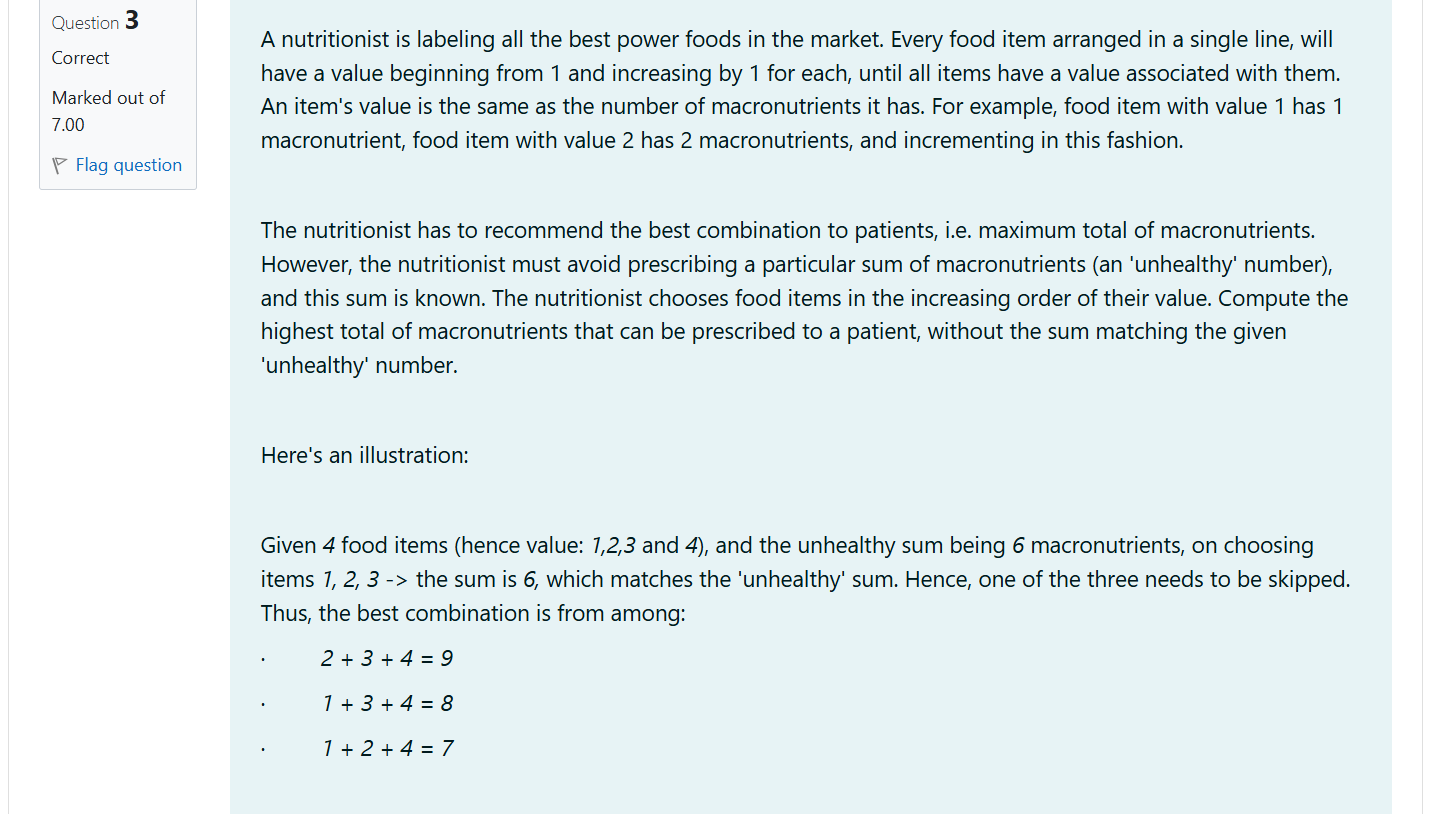 Question 3
Correct
Marked out of
7.00
Flag question
A nutritionist is labeling all the best power foods in the market. Every food item arranged in a single line, will
have a value beginning from 1 and increasing by 1 for each, until all items have a value associated with them.
An item's value is the same as the number of macronutrients it has. For example, food item with value 1 has 1
macronutrient, food item with value 2 has 2 macronutrients, and incrementing in this fashion.
The nutritionist has to recommend the best combination to patients, i.e. maximum total of macronutrients.
However, the nutritionist must avoid prescribing a particular sum of macronutrients (an 'unhealthy' number),
and this sum is known. The nutritionist chooses food items in the increasing order of their value. Compute the
highest total of macronutrients that can be prescribed to a patient, without the sum matching the given
'unhealthy' number.
Here's an illustration:
Given 4 food items (hence value: 1,2,3 and 4), and the unhealthy sum being 6 macronutrients, on choosing
items 1, 2, 3 -> the sum is 6, which matches the 'unhealthy' sum. Hence, one of the three needs to be skipped.
Thus, the best combination is from among:
· 2 + 3 + 4 = 9
· 1 + 3 + 4 = 8
· 1 + 2 + 4 = 7